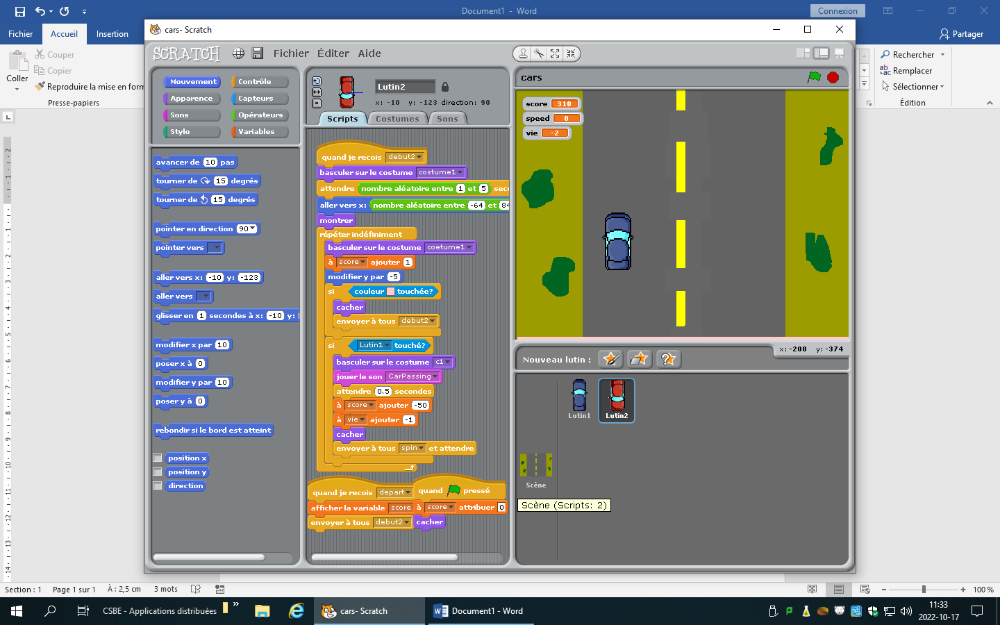 Document1 - Word
Connexion
Fichier
Accueil
Insertion
Partager
Coller
Couper
Copier
Reproduire la mise en form
Presse-papiers
Rechercher
Remplacer
Sélectionner
Édition
cars- Scratch
SCRATCH
Fichier Éditer Aide
Mouvement
Contrôle
Apparence
Capteurs
Sons
Opérateurs
Stylo
Variables
avancer de 10 pas
tourner de 15 degrés
tourner de 15 degrés
pointer en direction 90
pointer vers
aller vers x: -10 y: -123
aller vers
glisser en 1 secondes à x: -10 y:
modifier x par 10
poser x à 0
modifier y par 10
poser y à 0
rebondir si le bord est atteint
position x
position y
direction
Lutin2
x: -10 y: -123 direction: 90
Scripts
Costumes
Sons
quand je recois debut2
basculer sur le costume costume1
attendre nombre aléatoire entre 1 et 5 seco
aller vers x: nombre aléatoire entre -64 et 84
montrer
répéter indéfiniment
basculer sur le costume coetume1
à score ajouter 1
modifier y par -5
si couleur touchée?
cacher
envoyer à tous debut2
si Lutin1 touché?
basculer sur le costume c1
jouer le son CarPassing
attendre 0.5 secondes
à score ajouter -50
à vie ajouter -1
cacher
envoyer à tous spin et attendre
quand je recois depart
afficher la variable score
envoyer à tous debut2
quand pressé
à score attribuer 0
cacher
cars
score 310
speed 0
vie -2
x: -208 y: -374
Nouveau lutin :
Lutin1
Lutin2
Scène
Scène (Scripts: 2)
Section : 1
Page 1 sur 1
À : 2,5 cm
3 mots
100 %
CSBE - Applications distribuées
cars- Scratch
Document1 - Word
11:33
2022-10-17